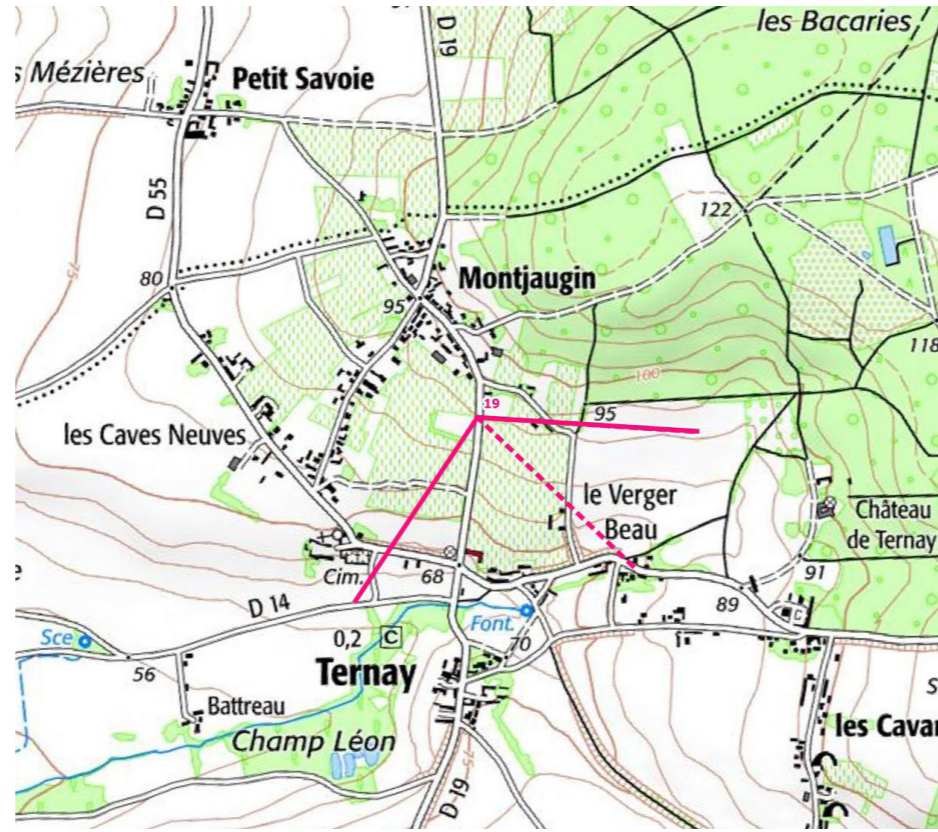 les Bacaries
D 19
s Mézières
Petit Savoie
D 55
122
80
Montjaugin
95
118
100
19
95
les Caves Neuves
le Verger
Beau
Château
de Ternay
Cim.
68
91
D 14
89
C
Font.
Sce
0,2 C
70
56
Ternay
Battreau
les Cavar
Champ Léon
75
D 19